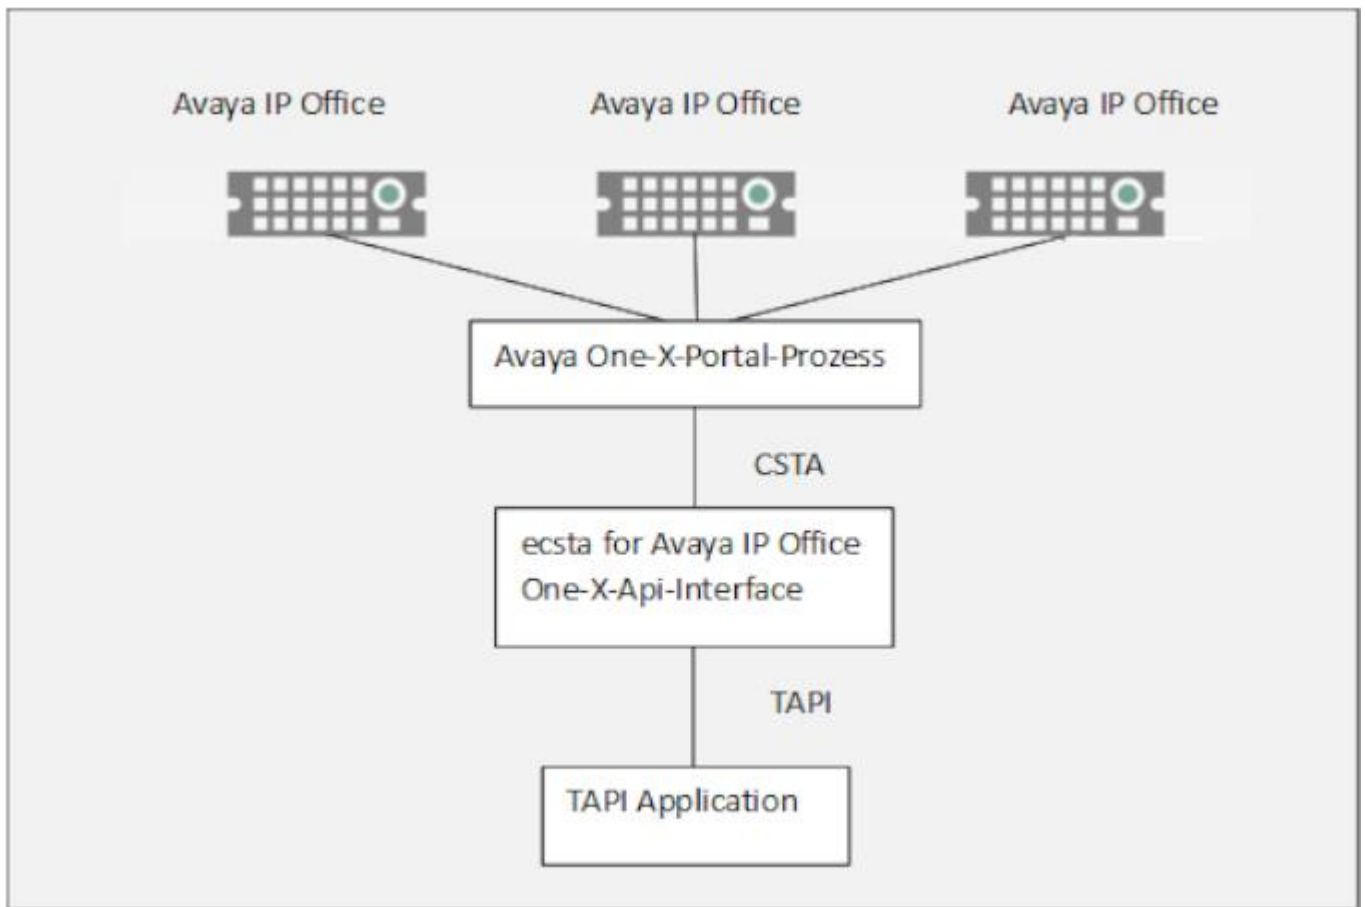 Avaya IP Office
Avaya IP Office
Avaya IP Office
Avaya One-X-Portal-Prozess
CSTA
ecsta for Avaya IP Office
One-X-Api-Interface
TAPI
TAPI Application